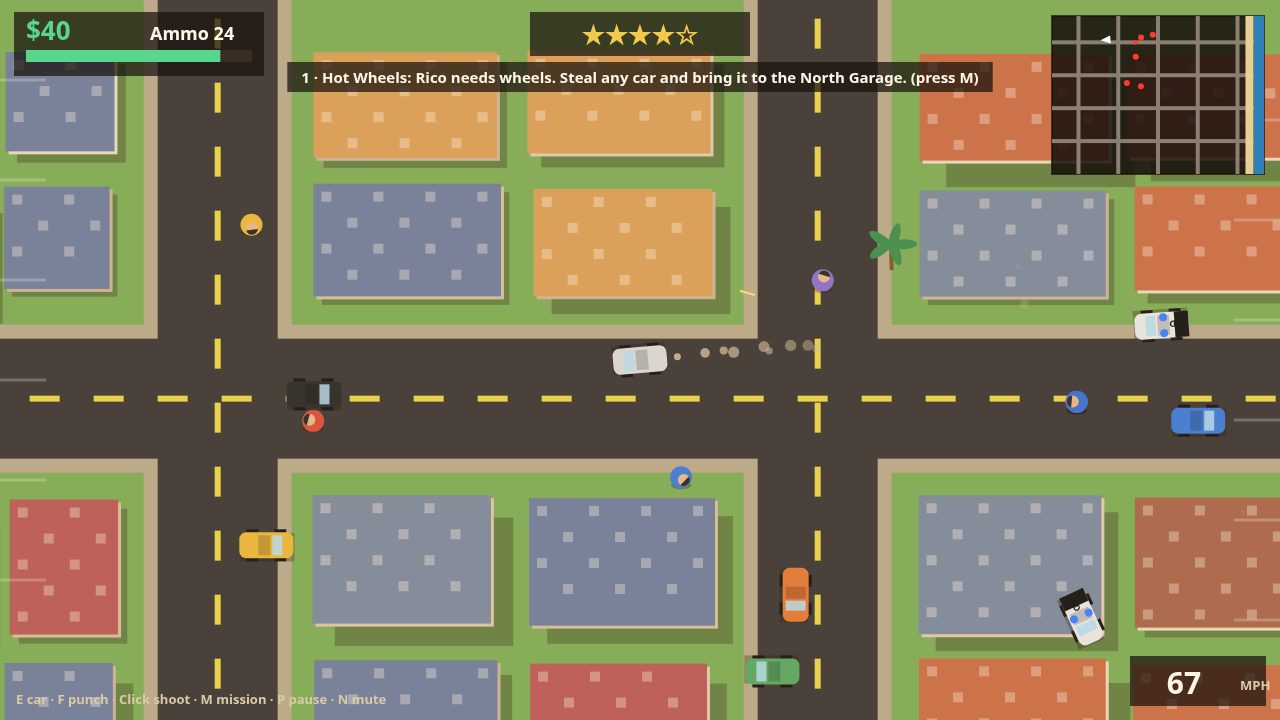 $40
Ammo 24
★★★★☆
1 · Hot Wheels: Rico needs wheels. Steal any car and bring it to the North Garage. (press M)
E car · F punch · Click shoot · M mission · P pause · N mute
67 MPH